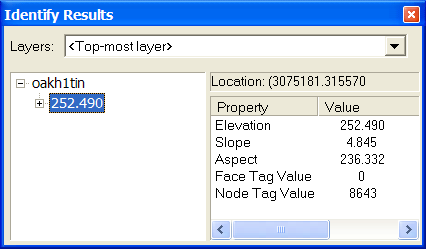 Identify Results
Layers: <Top-most layer>
oakh1tin
252.490
Location: (3075181.315570
Property Value
Elevation 252.490
Slope 4.845
Aspect 236.332
Face Tag Value 0
Node Tag Value 8643